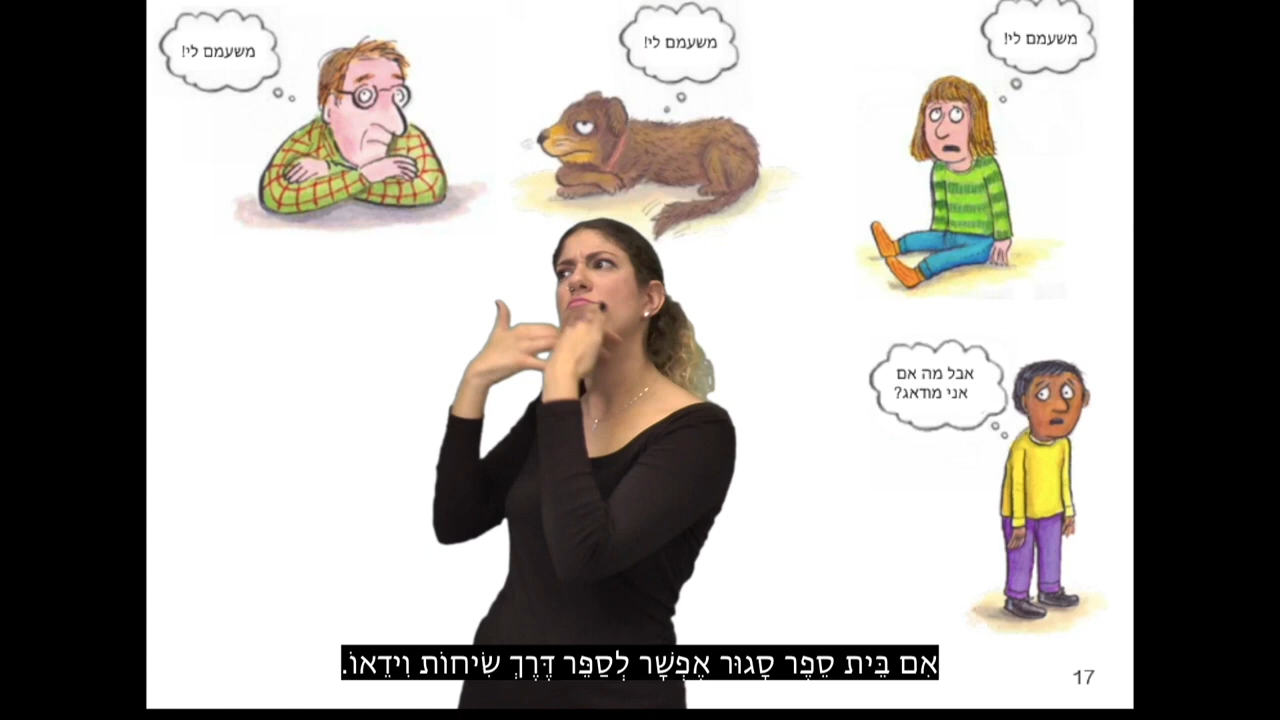 משעמם לי!
משעמם לי!
משעמם לי!
אבל מה אם
אני מודאג?
אִם בֵּית סֵפֶר סָגוּר אֶפְשָׁר לְסַפֵּר דֶּרֶךְ שִׂיחוֹת וִידֵאוֹ.
17